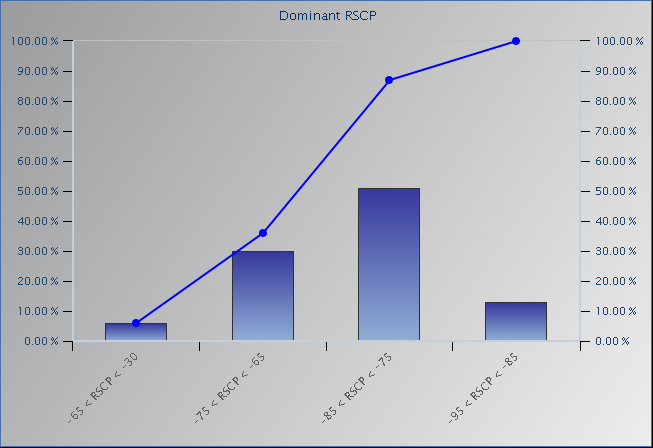 Dominant RSCP
100.00 % 100.00 %
90.00 % 90.00 %
80.00 % 80.00 %
70.00 % 70.00 %
60.00 % 60.00 %
50.00 % 50.00 %
40.00 % 40.00 %
30.00 % 30.00 %
20.00 % 20.00 %
10.00 % 10.00 %
0.00 % 0.00 %
-65 < RSCP < -30
-75 < RSCP < -65
-85 < RSCP < -75
-95 < RSCP < -85